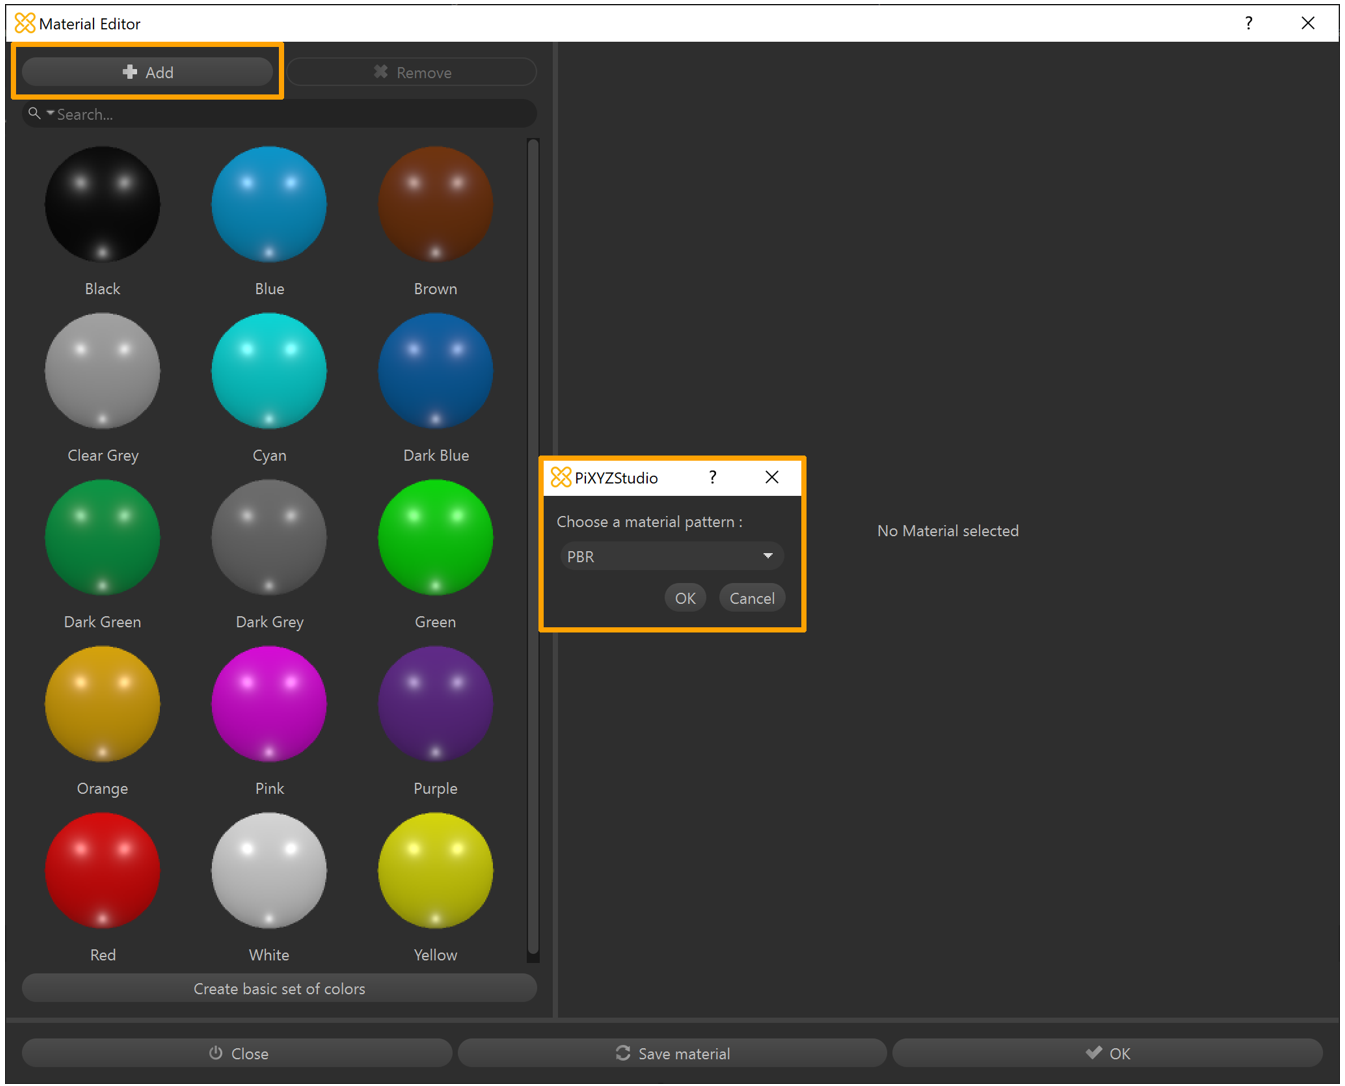 Material Editor
?
Add
Remove
Search...
Black
Blue
Brown
Clear Grey
Cyan
Dark Blue
Dark Green
Dark Grey
Green
Orange
Pink
Purple
Red
White
Yellow
Create basic set of colors
PiXYZStudio
?
Choose a material pattern :
PBR
OK
Cancel
No Material selected
Close
Save material
OK